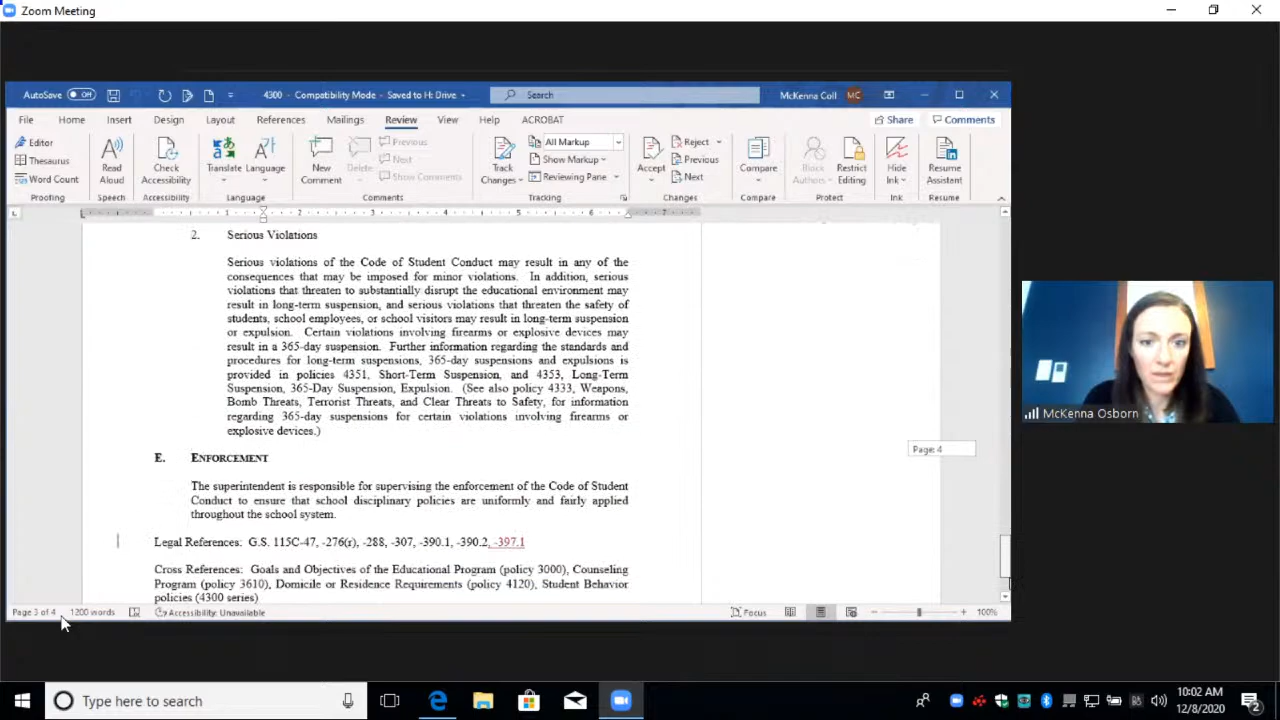 Zoom Meeting
AutoSave Off
4300 - Compatibility Mode - Saved to H: Drive
Search
McKenna Coll MC
File Home Insert Design Layout References Mailings Review View Help ACROBAT
Share Comments
Editor
Thesaurus
Word Count
Proofing
Read Aloud
Speech
Check Accessibility
Accessibility
Translate Language
Language
New Comment
Delete
Previous
Next
Show Comments
Comments
Track Changes
All Markup
Show Markup
Reviewing Pane
Tracking
Accept
Reject
Previous
Next
Changes
Compare
Compare
Block Authors
Restrict Editing
Protect
Hide Ink
Ink
Resume Assistant
Resume
1 1 2 3 4 5 6 7
2. Serious Violations
Serious violations of the Code of Student Conduct may result in any of the
consequences that may be imposed for minor violations. In addition, serious
violations that threaten to substantially disrupt the educational environment may
result in long-term suspension, and serious violations that threaten the safety of
students, school employees, or school visitors may result in long-term suspension
or expulsion. Certain violations involving firearms or explosive devices may
result in a 365-day suspension. Further information regarding the standards and
procedures for long-term suspensions, 365-day suspensions and expulsions is
provided in policies 4351, Short-Term Suspension, and 4353, Long-Term
Suspension, 365-Day Suspension, Expulsion. (See also policy 4333, Weapons,
Bomb Threats, Terrorist Threats, and Clear Threats to Safety, for information
regarding 365-day suspensions for certain violations involving firearms or
explosive devices.)
Page: 4
E. ENFORCEMENT
The superintendent is responsible for supervising the enforcement of the Code of Student
Conduct to ensure that school disciplinary policies are uniformly and fairly applied
throughout the school system.
Legal References: G.S. 115C-47, -276(r), -288, -307, -390.1, -390.2, -397.1
Cross References: Goals and Objectives of the Educational Program (policy 3000), Counseling
Program (policy 3610), Domicile or Residence Requirements (policy 4120), Student Behavior
policies (4300 series)
McKenna Osborn
Page 3 of 4 1200 words Accessibility: Unavailable Focus 100%
Type here to search
10:02 AM
12/8/2020
2